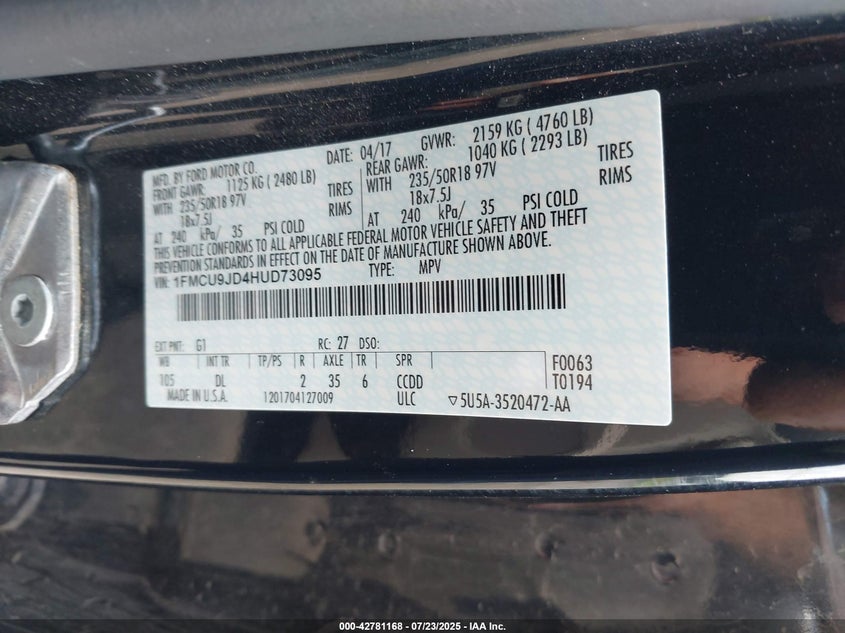 MFD. BY FORD MOTOR CO.
DATE: 04/17 GVWR: 2159 KG ( 4760 LB)
FRONT GAWR: 1125 KG ( 2480 LB)
REAR GAWR: 1040 KG ( 2293 LB)
WITH 235/50R18 97V TIRES
WITH 235/50R18 97V TIRES
18x7.5J RIMS
18x7.5J RIMS
AT 240 kPa/ 35 PSI COLD
AT 240 kPa/ 35 PSI COLD
THIS VEHICLE CONFORMS TO ALL APPLICABLE FEDERAL MOTOR VEHICLE SAFETY AND THEFT
PREVENTION STANDARDS IN EFFECT ON THE DATE OF MANUFACTURE SHOWN ABOVE.
VIN: 1FMCU9JD4HUD73095 TYPE: MPV
EXT PNT: G1 RC: 27 DSO:
WB INT TR TP/PS R AXLE TR SPR F0063
105 DL 2 35 6 CCDD T0194
MADE IN U.S.A. 1201704127009 ULC ▽5U5A-3520472-AA
000-42781168 | 07/23/2025 - IAA Inc.